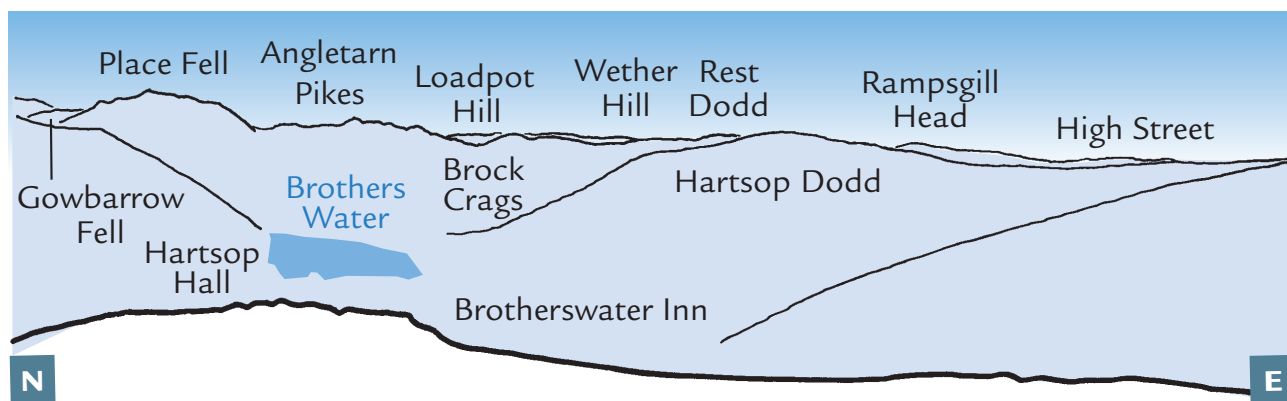 Place Fell
Angletarn
Pikes
Loadpot
Hill
Wether
Hill
Rest
Dodd
Rampsgill
Head
High Street
Gowbarrow
Fell
Brothers
Water
Brock
Crags
Hartsop Dodd
Hartsop
Hall
Brotherswater Inn
N
E